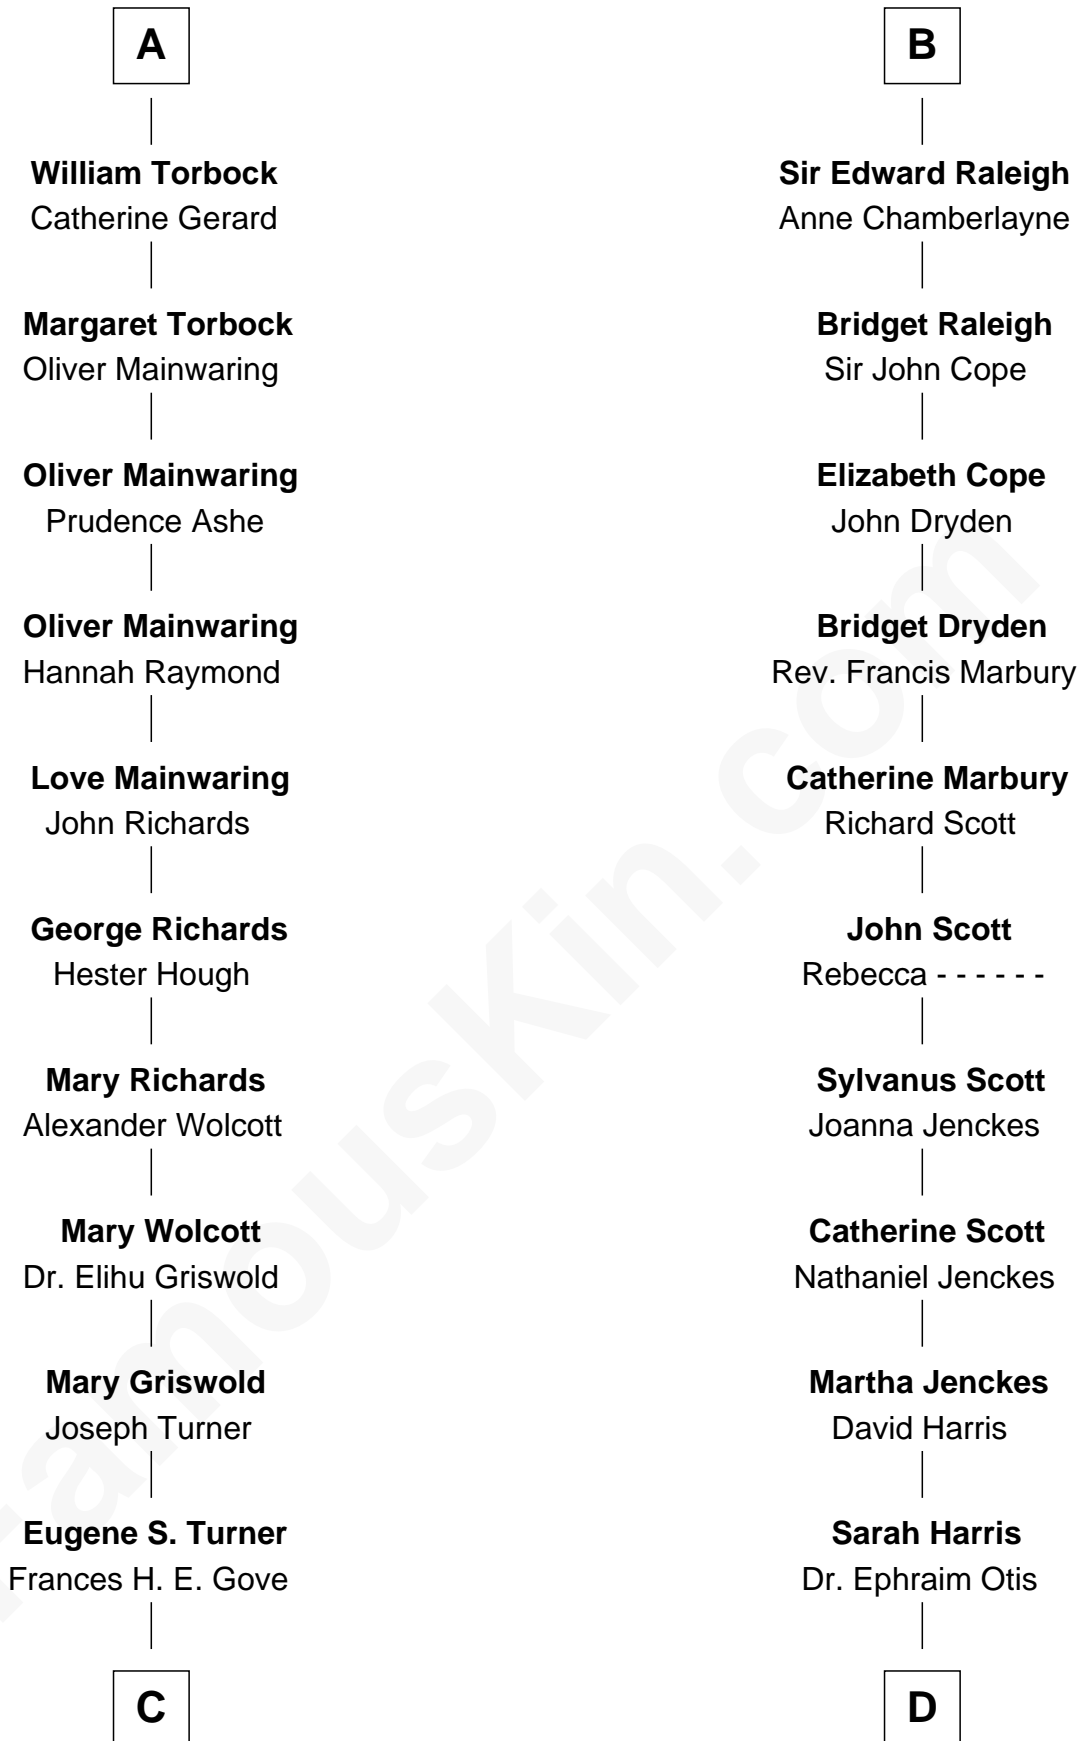 A
William Torbock
Catherine Gerard
Margaret Torbock
Oliver Mainwaring
Oliver Mainwaring
Prudence Ashe
Oliver Mainwaring
Hannah Raymond
Love Mainwaring
John Richards
George Richards
Hester Hough
Mary Richards
Alexander Wolcott
Mary Wolcott
Dr. Elihu Griswold
Mary Griswold
Joseph Turner
Eugene S. Turner
Frances H. E. Gove
C
B
Sir Edward Raleigh
Anne Chamberlayne
Bridget Raleigh
Sir John Cope
Elizabeth Cope
John Dryden
Bridget Dryden
Rev. Francis Marbury
Catherine Marbury
Richard Scott
John Scott
Rebecca - - - - - -
Sylvanus Scott
Joanna Jenckes
Catherine Scott
Nathaniel Jenckes
Martha Jenckes
David Harris
Sarah Harris
Dr. Ephraim Otis
D
FamousKin.com